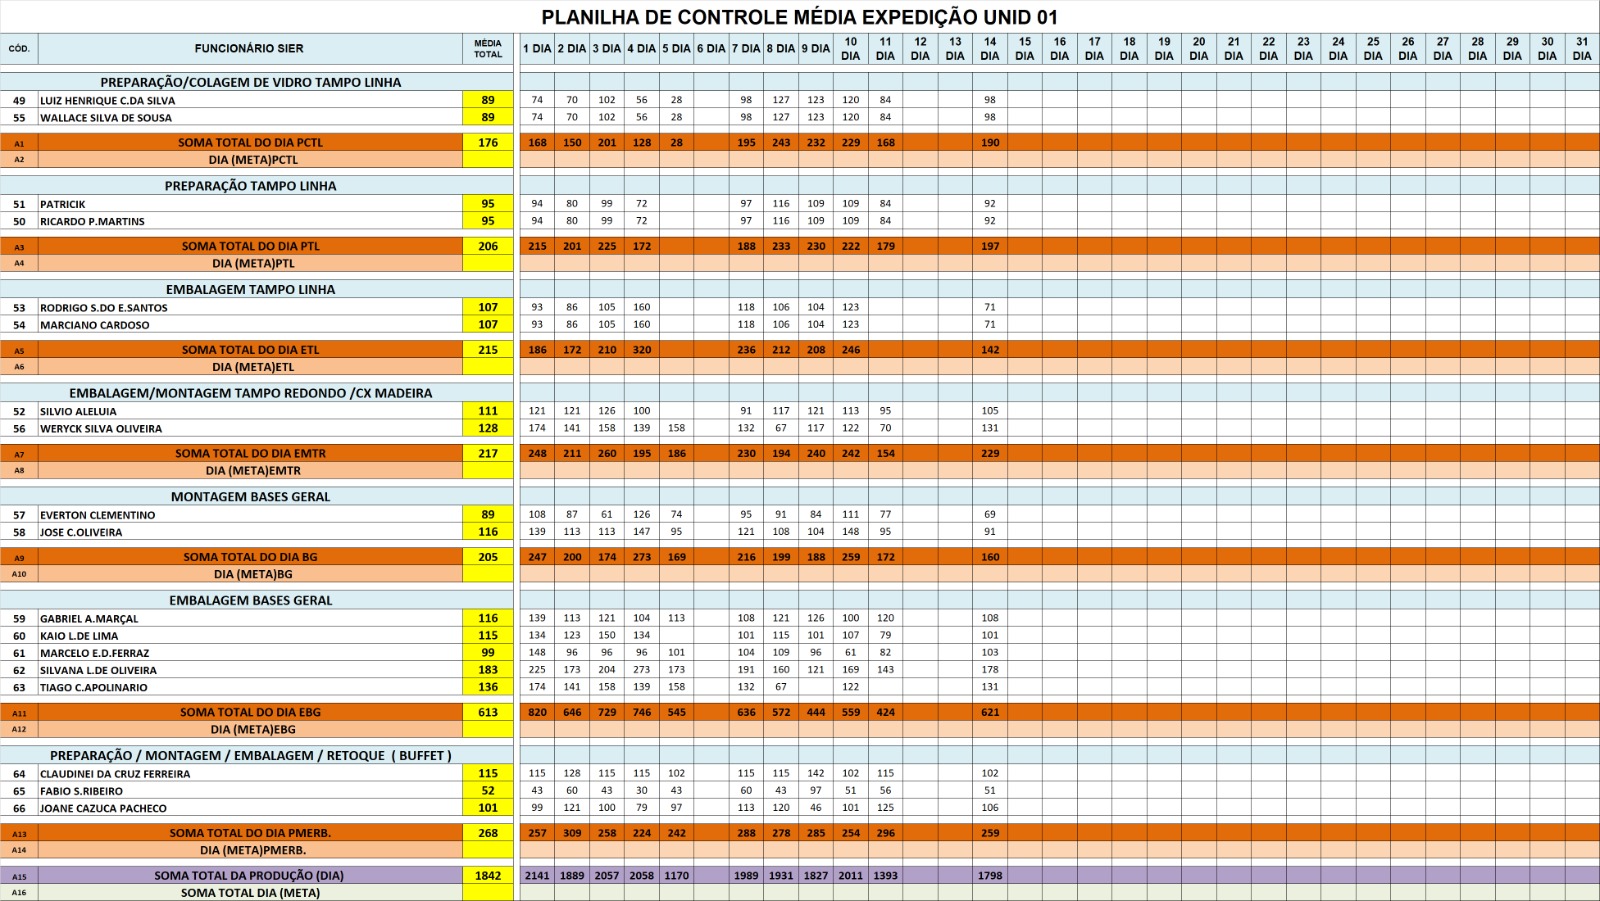 PLANILHA DE CONTROLE MÉDIA EXPEDIÇÃO UNID 01
CÓD. FUNCIONÁRIO SIER MÉDIA TOTAL 1 DIA 2 DIA 3 DIA 4 DIA 5 DIA 6 DIA 7 DIA 8 DIA 9 DIA 10 DIA 11 DIA 12 DIA 13 DIA 14 DIA 15 DIA 16 DIA 17 DIA 18 DIA 19 DIA 20 DIA 21 DIA 22 DIA 23 DIA 24 DIA 25 DIA 26 DIA 27 DIA 28 DIA 29 DIA 30 DIA 31 DIA
PREPARAÇÃO/COLAGEM DE VIDRO TAMPO LINHA
49 LUIZ HENRIQUE C.DA SILVA 89 74 70 102 56 28 98 127 123 120 84 98
55 WALLACE SILVA DE SOUSA 89 74 70 102 56 28 98 127 123 120 84 98
A1 SOMA TOTAL DO DIA PCTL 176 168 150 201 128 28 195 243 232 229 168 190
A2 DIA (META)PCTL
PREPARAÇÃO TAMPO LINHA
51 PATRICIK 95 94 80 99 72 97 116 109 109 84 92
50 RICARDO P.MARTINS 95 94 80 99 72 97 116 109 109 84 92
A3 SOMA TOTAL DO DIA PTL 206 215 201 225 172 188 233 230 222 179 197
A4 DIA (META)PTL
EMBALAGEM TAMPO LINHA
53 RODRIGO S.DO E.SANTOS 107 93 86 105 160 118 106 104 123 71
54 MARCIANO CARDOSO 107 93 86 105 160 118 106 104 123 71
A5 SOMA TOTAL DO DIA ETL 215 186 172 210 320 236 212 208 246 142
A6 DIA (META)ETL
EMBALAGEM/MONTAGEM TAMPO REDONDO /CX MADEIRA
52 SILVIO ALELUIA 111 121 121 126 100 91 117 121 113 95 105
56 WERYCK SILVA OLIVEIRA 128 174 141 158 139 158 132 67 117 122 70 131
A7 SOMA TOTAL DO DIA EMTR 217 248 211 260 195 186 230 194 240 242 154 229
A8 DIA (META)EMTR
MONTAGEM BASES GERAL
57 EVERTON CLEMENTINO 89 108 87 61 126 74 95 91 84 111 77 69
58 JOSE C.OLIVEIRA 116 139 113 113 147 95 121 108 104 148 95 91
A9 SOMA TOTAL DO DIA BG 205 247 200 174 273 169 216 199 188 259 172 160
A10 DIA (META)BG
EMBALAGEM BASES GERAL
59 GABRIEL A.MARÇAL 116 139 113 121 104 113 108 121 126 100 120 108
60 KAIO L.DE LIMA 115 134 123 150 134 101 115 101 107 79 101
61 MARCELO E.D.FERRAZ 99 148 96 96 96 101 104 109 96 61 82 103
62 SILVANA L.DE OLIVEIRA 183 225 173 204 273 173 191 160 121 169 143 178
63 TIAGO C.APOLINARIO 136 174 141 158 139 158 132 67 122 131
A11 SOMA TOTAL DO DIA EBG 613 820 646 729 746 545 636 572 444 559 424 621
A12 DIA (META)EBG
PREPARAÇÃO / MONTAGEM / EMBALAGEM / RETOQUE ( BUFFET )
64 CLAUDINEI DA CRUZ FERREIRA 115 115 128 115 115 102 115 115 142 102 115 102
65 FABIO S.RIBEIRO 52 43 60 43 30 43 60 43 97 51 56 51
66 JOANE CAZUCA PACHECO 101 99 121 100 79 97 113 120 46 101 125 106
A13 SOMA TOTAL DO DIA PMERB. 268 257 309 258 224 242 288 278 285 254 296 259
A14 DIA (META)PMERB.
A15 SOMA TOTAL DA PRODUÇÃO (DIA) 1842 2141 1889 2057 2058 1170 1989 1931 1827 2011 1393 1798
A16 SOMA TOTAL DIA (META)